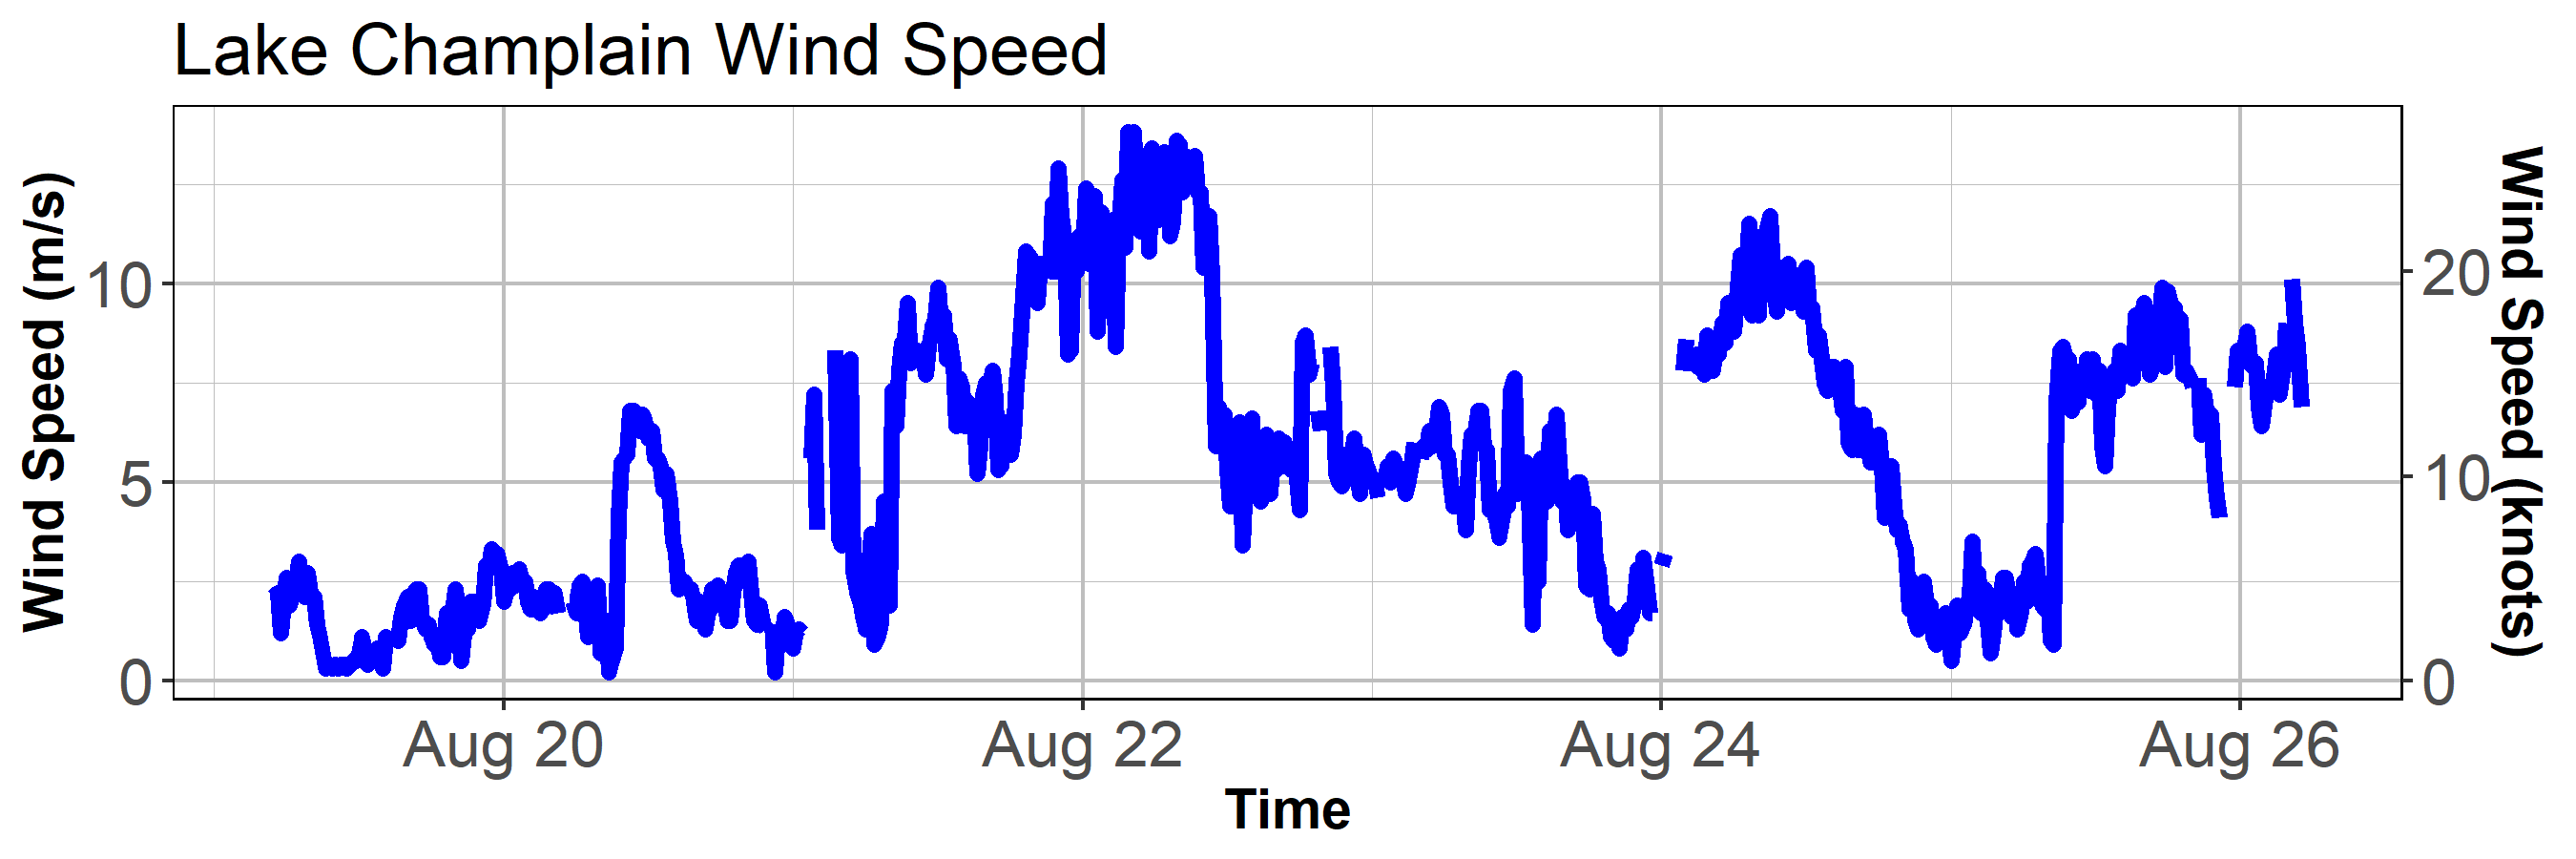 Lake Champlain Wind Speed
Wind Speed (m/s)
10
5
0
20
10
0
Wind Speed (knots)
Aug 20
Aug 22
Aug 24
Aug 26
Time